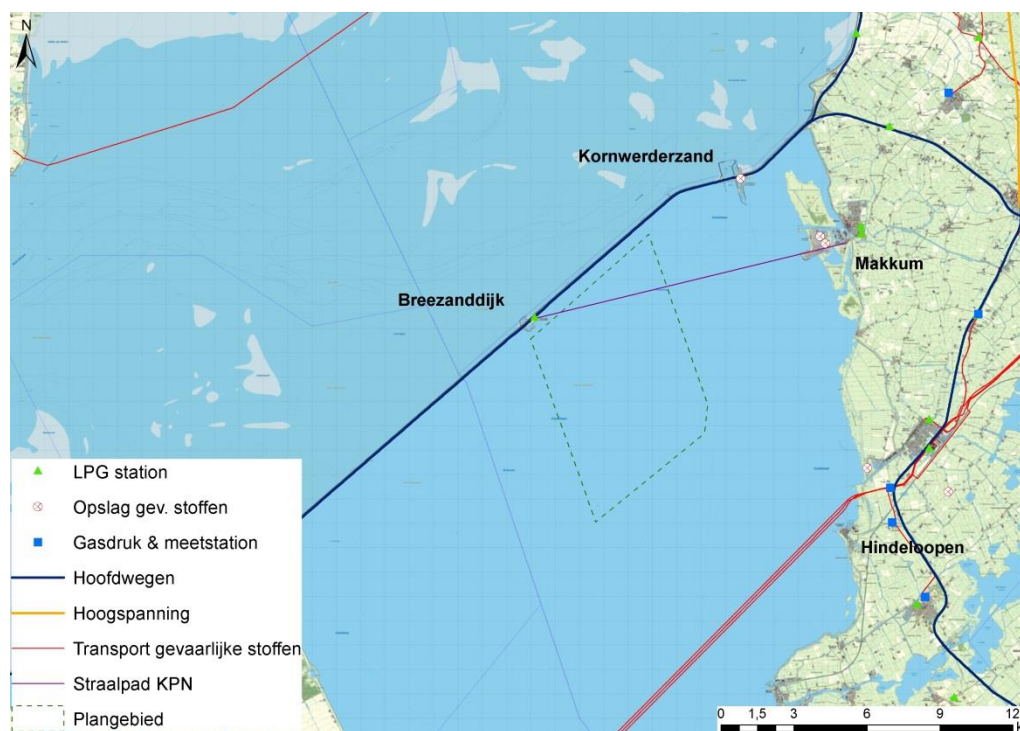 N
Kornwerderzand
Makkum
Breezanddijk
Hindeloopen
LPG station
Opslag gev. stoffen
Gasdruk & meetstation
Hoofdwegen
Hoogspanning
Transport gevaarlijke stoffen
Straalpad KPN
Plangebied
0 1,5 3 6 9 12